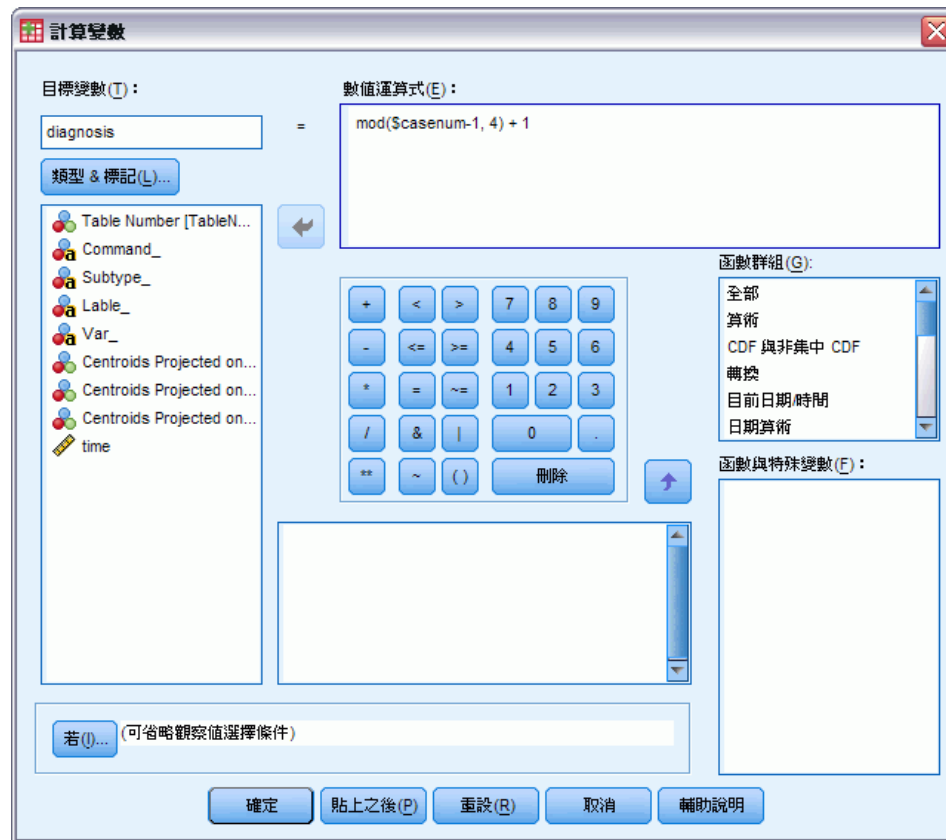 計算變數
目標變數(T)：
diagnosis
=
數值運算式(E)：
mod($casenum-1, 4) + 1
類型 & 標記(L)...
Table Number [TableN...
Command_
Subtype_
Lable_
Var_
Centroids Projected on...
Centroids Projected on...
Centroids Projected on...
time
+ < > 7 8 9
- <= >= 4 5 6
* = ~= 1 2 3
/ & | 0 .
** ~ ( ) 刪除
函數群組(G):
全部
算術
CDF 與非集中 CDF
轉換
目前日期/時間
日期算術
函數與特殊變數(F)：
若(I)... (可省略觀察值選擇條件)
確定 貼上之後(P) 重設(R) 取消 輔助說明